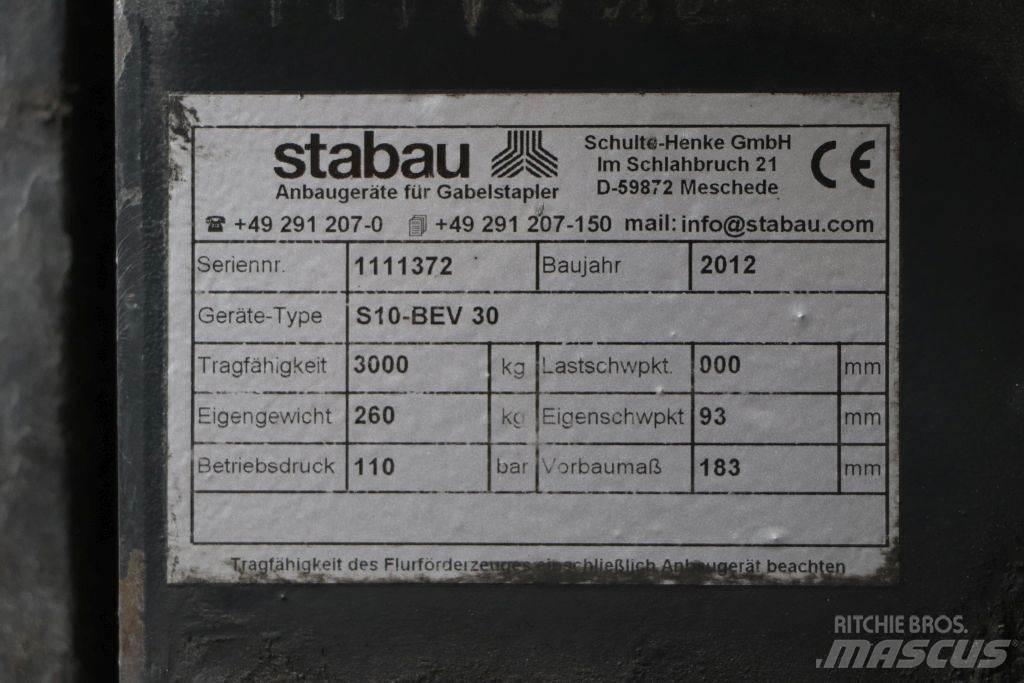 stabau
Anbaugeräte für Gabelstapler
Schulte-Henke GmbH
Im Schlahbruch 21
D-59872 Meschede
CE
+49 291 207-0 +49 291 207-150 mail: info@stabau.com
Seriennr. 1111372 Baujahr 2012
Geräte-Type S10-BEV 30
Tragfähigkeit 3000 kg Lastschwpkt. 000 mm
Eigengewicht 260 kg Eigenschwpkt 93 mm
Betriebsdruck 110 bar Vorbaumaß 183 mm
Tragfähigkeit des Flurförderzeuges einschließlich Anbaugerät beachten
RITCHIE BROS.
MASCUS